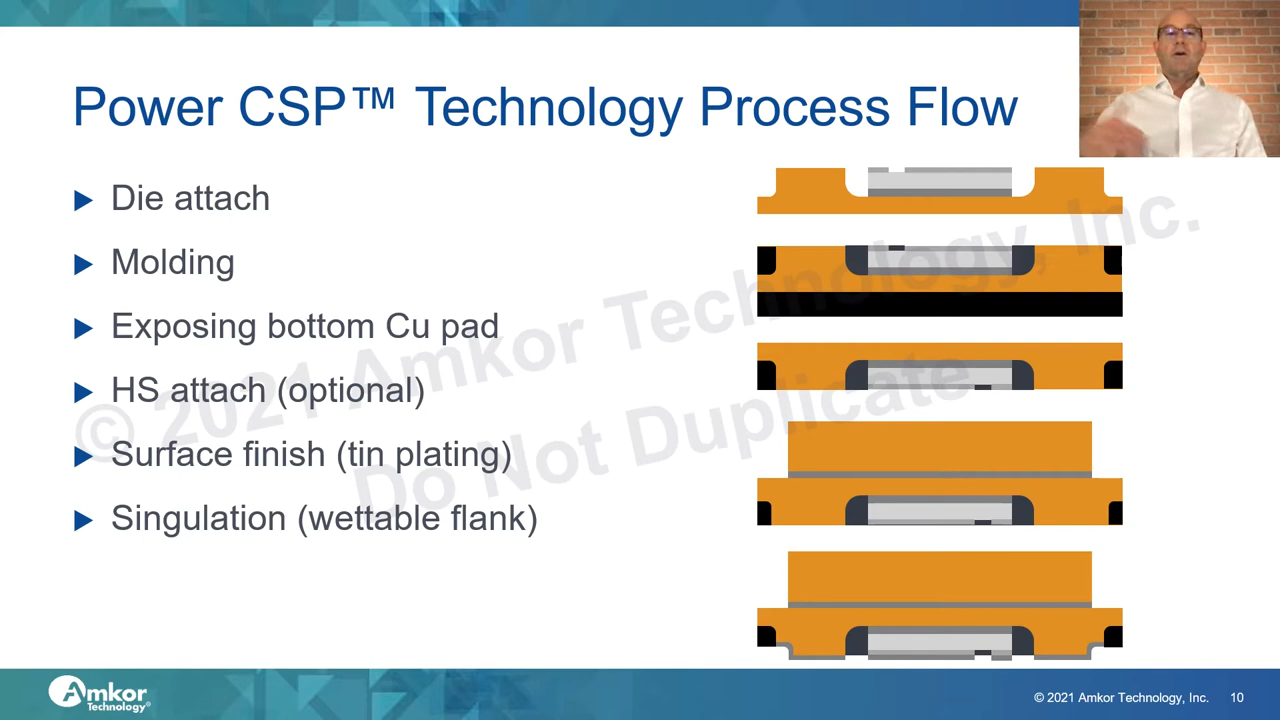 Power CSP™ Technology Process Flow
Die attach
Molding
Exposing bottom Cu pad
HS attach (optional)
Surface finish (tin plating)
Singulation (wettable flank)
© 2021 Amkor Technology, Inc.
Do Not Duplicate
Amkor
Technology®
© 2021 Amkor Technology, Inc.
10